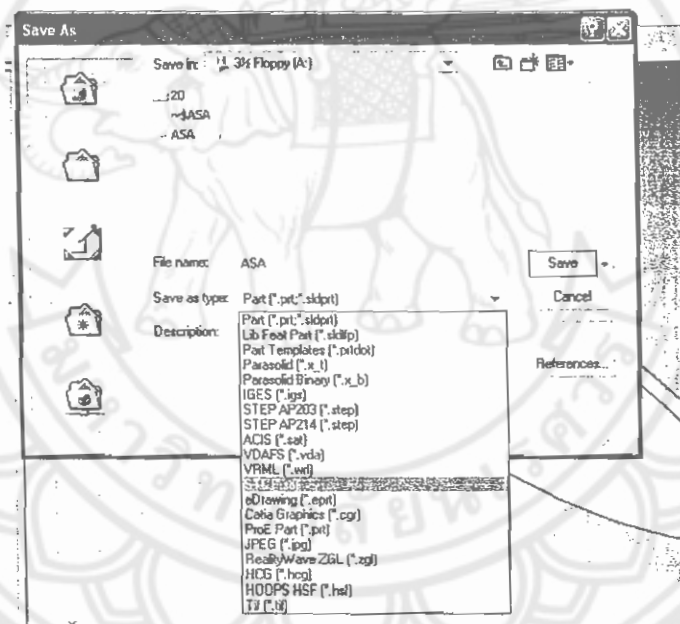 Save As
Save in: 3½ Floppy (A:)
20
ASA
ASA
File name: ASA
Save
Save as type: Part (*.prt;*.sldprt)
Cancel
Description:
References...
Part (*.prt;*.sldprt)
Lib Feat Part (*.sldlfp)
Part Templates (*.prtdot)
Parasolid (*.x_t)
Parasolid Binary (*.x_b)
IGES (*.igs)
STEP AP203 (*.step)
STEP AP214 (*.step)
ACIS (*.sat)
VDAFS (*.vda)
VRML (*.wrl)
eDrawing (*.eprt)
Catia Graphics (*.cgr)
ProE Part (*.prt)
JPEG (*.jpg)
RealityWave ZGL (*.zgl)
HCG (*.hcg)
HOOPS HSF (*.hsf)
Tif (*.tif)